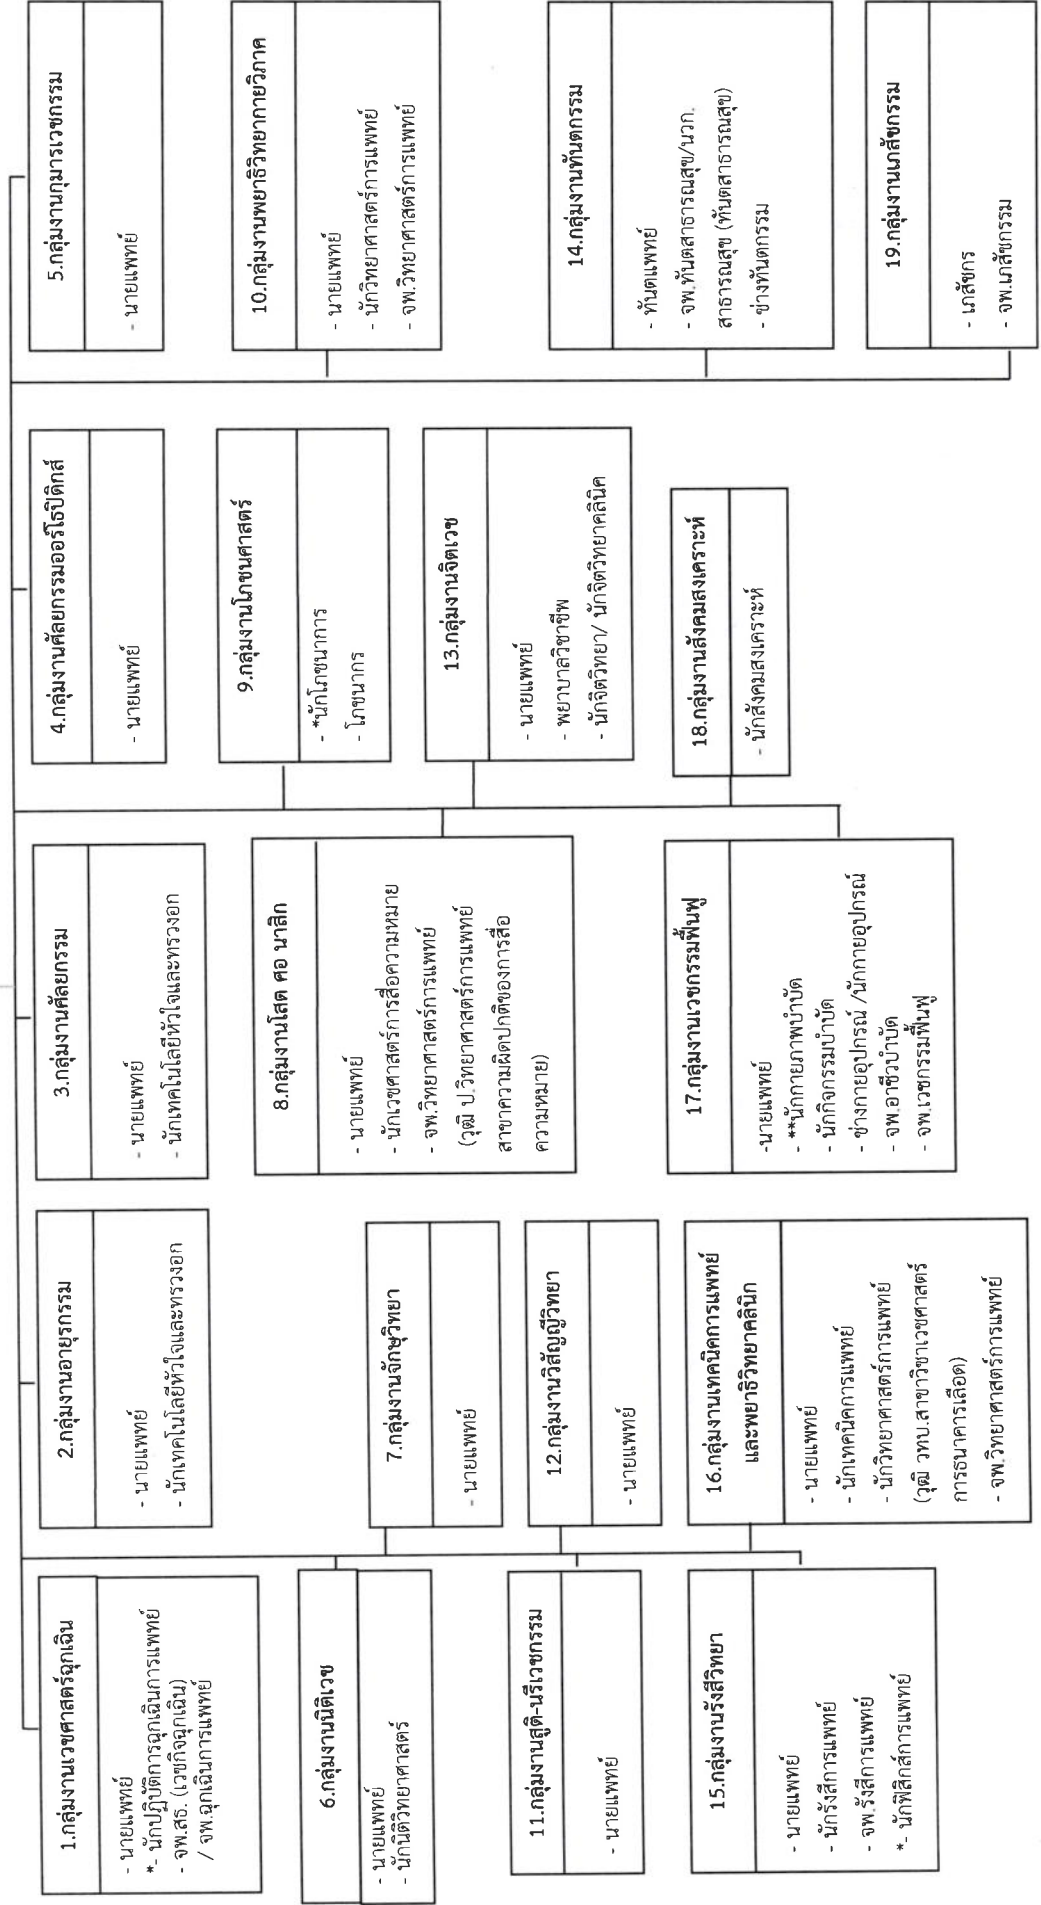 1.กลุ่มงานเวชศาสตร์ฉุกเฉิน
- นายแพทย์
*- นักปฏิบัติการฉุกเฉินการแพทย์
- จพ.สธ. (เวชกิจฉุกเฉิน)
/ จพ.ฉุกเฉินการแพทย์
2.กลุ่มงานอายุรกรรม
- นายแพทย์
- นักเทคโนโลยีหัวใจและทรวงอก
3.กลุ่มงานศัลยกรรม
- นายแพทย์
- นักเทคโนโลยีหัวใจและทรวงอก
4.กลุ่มงานศัลยกรรมออร์โธปิดิกส์
- นายแพทย์
5.กลุ่มงานกุมารเวชกรรม
- นายแพทย์
6.กลุ่มงานนิติเวช
- นายแพทย์
- นักนิติวิทยาศาสตร์
7.กลุ่มงานจักษุวิทยา
- นายแพทย์
8.กลุ่มงานโสต ศอ นาสิก
- นายแพทย์
- นักเวชศาสตร์การสื่อความหมาย
- จพ.วิทยาศาสตร์การแพทย์
(วุฒิ ป.วิทยาศาสตร์การแพทย์
สาขาความผิดปกติของการสื่อ
ความหมาย)
9.กลุ่มงานโภชนศาสตร์
- *นักโภชนาการ
- โภชนากร
10.กลุ่มงานพยาธิวิทยากายวิภาค
- นายแพทย์
- นักวิทยาศาสตร์การแพทย์
- จพ.วิทยาศาสตร์การแพทย์
11.กลุ่มงานสูติ-นรีเวชกรรม
- นายแพทย์
12.กลุ่มงานวิสัญญีวิทยา
- นายแพทย์
13.กลุ่มงานจิตเวช
- นายแพทย์
- พยาบาลวิชาชีพ
- นักจิตวิทยา/ นักจิตวิทยาคลินิค
14.กลุ่มงานทันตกรรม
- ทันตแพทย์
- จพ.ทันตสาธารณสุข/นวก.
สาธารณสุข (ทันตสาธารณสุข)
- ช่างทันตกรรม
15.กลุ่มงานรังสีวิทยา
- นายแพทย์
- นักรังสีการแพทย์
- จพ.รังสีการแพทย์
*- นักฟิสิกส์การแพทย์
16.กลุ่มงานเทคนิคการแพทย์
และพยาธิวิทยาคลินิก
- นายแพทย์
- นักเทคนิคการแพทย์
- นักวิทยาศาสตร์การแพทย์
(วุฒิ วทบ.สาขาวิชาเวชศาสตร์
การธนาคารเลือด)
- จพ.วิทยาศาสตร์การแพทย์
17.กลุ่มงานเวชกรรมฟื้นฟู
-นายแพทย์
- **นักกายภาพบำบัด
- นักกิจกรรมบำบัด
- ช่างกายอุปกรณ์ /นักกายอุปกรณ์
- จพ.อาชีวบำบัด
- จพ.เวชกรรมฟื้นฟู
18.กลุ่มงานสังคมสงเคราะห์
- นักสังคมสงเคราะห์
19.กลุ่มงานเภสัชกรรม
- เภสัชกร
- จพ.เภสัชกรรม